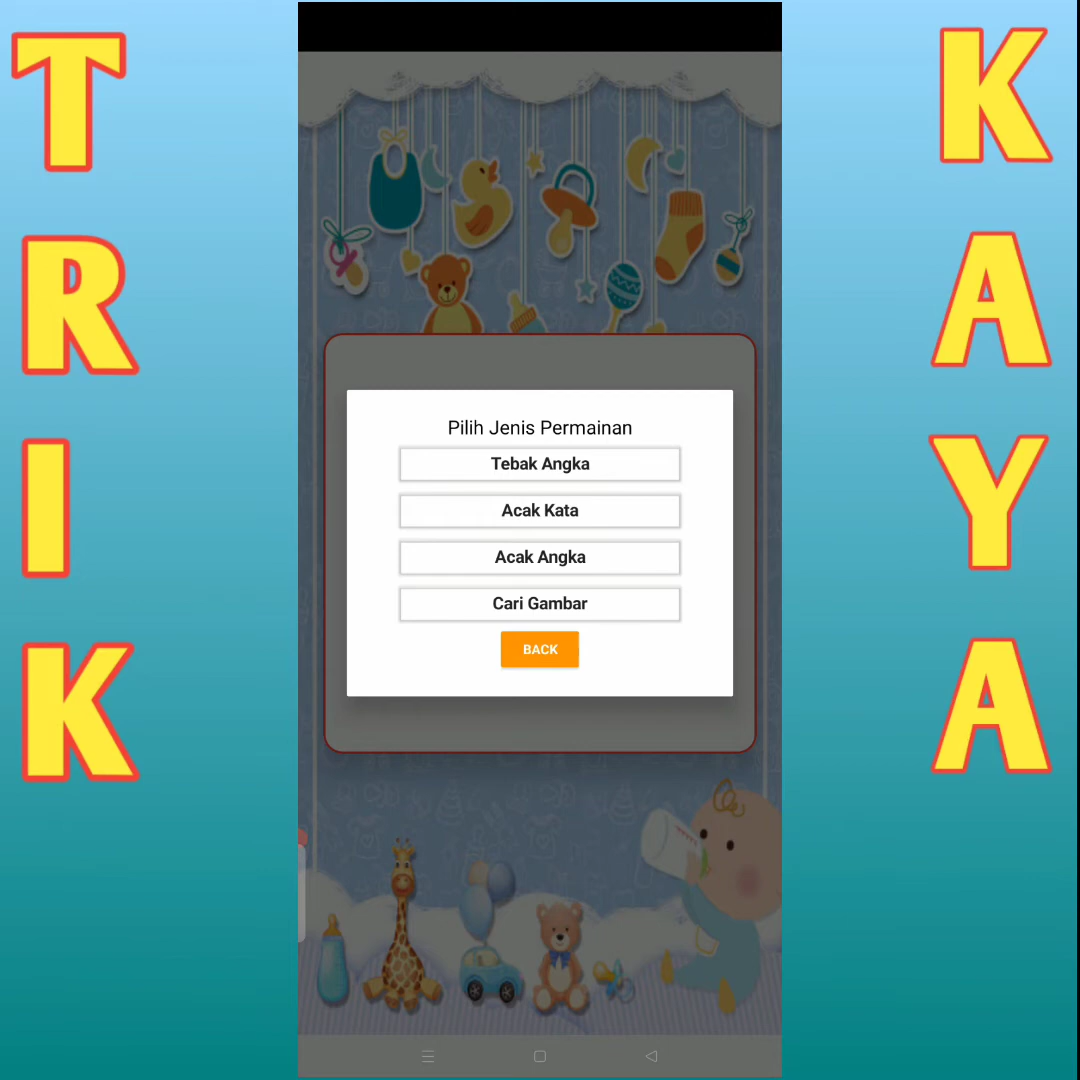 TRIK
KAYA
Pilih Jenis Permainan
Tebak Angka
Acak Kata
Acak Angka
Cari Gambar
BACK